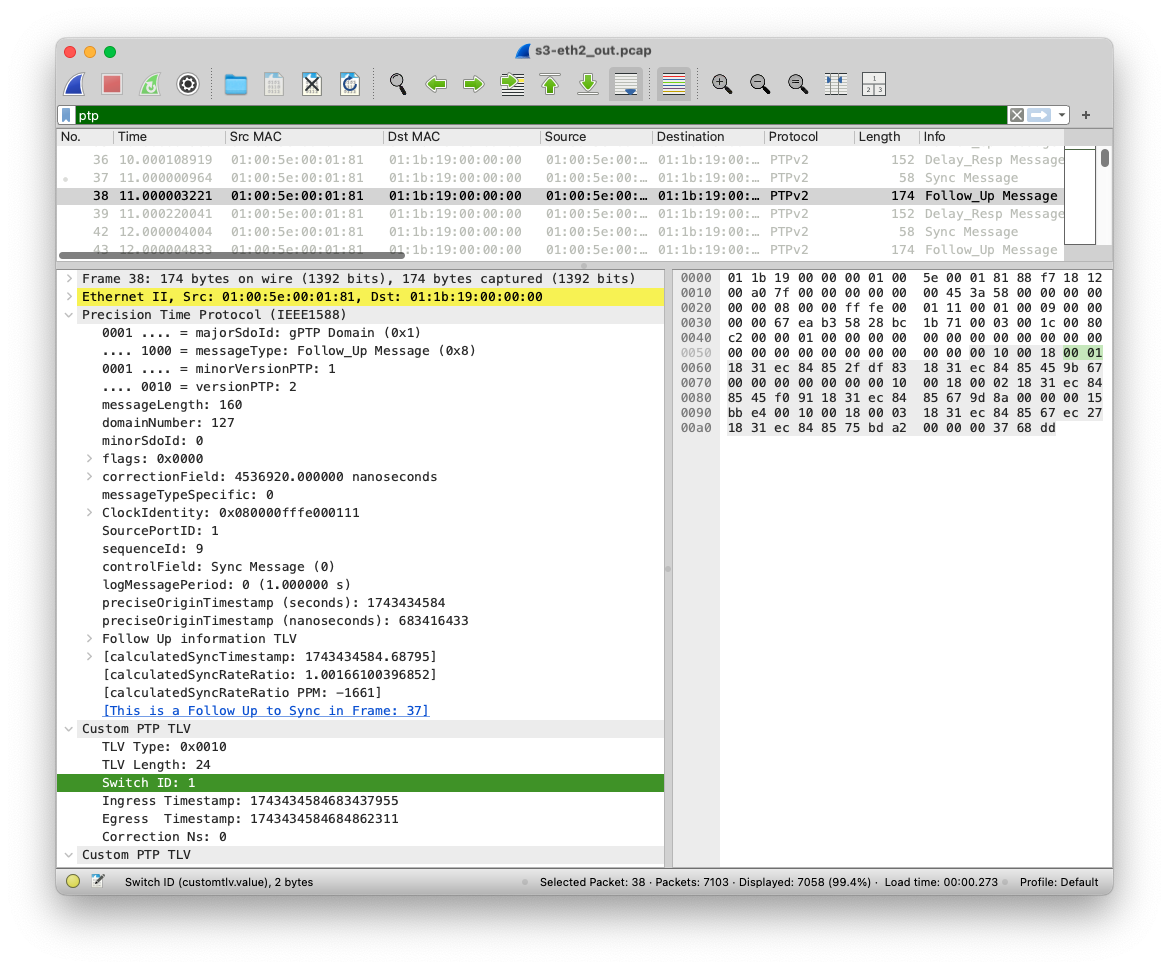 s3-eth2_out.pcap
ptp
No. Time Src MAC Dst MAC Source Destination Protocol Length Info
36 10.000108919 01:00:5e:00:01:81 01:1b:19:00:00:00 01:00:5e:00:… 01:1b:19:00:… PTPv2 152 Delay_Resp Message
37 11.000000964 01:00:5e:00:01:81 01:1b:19:00:00:00 01:00:5e:00:… 01:1b:19:00:… PTPv2 58 Sync Message
38 11.000003221 01:00:5e:00:01:81 01:1b:19:00:00:00 01:00:5e:00:… 01:1b:19:00:… PTPv2 174 Follow_Up Message
39 11.000220041 01:00:5e:00:01:81 01:1b:19:00:00:00 01:00:5e:00:… 01:1b:19:00:… PTPv2 152 Delay_Resp Message
42 12.000004004 01:00:5e:00:01:81 01:1b:19:00:00:00 01:00:5e:00:… 01:1b:19:00:… PTPv2 58 Sync Message
43 12.000004833 01:00:5e:00:01:81 01:1b:19:00:00:00 01:00:5e:00:… 01:1b:19:00:… PTPv2 174 Follow_Up Message
Frame 38: 174 bytes on wire (1392 bits), 174 bytes captured (1392 bits)
Ethernet II, Src: 01:00:5e:00:01:81, Dst: 01:1b:19:00:00:00
Precision Time Protocol (IEEE1588)
0001 .... = majorSdoId: gPTP Domain (0x1)
.... 1000 = messageType: Follow_Up Message (0x8)
0001 .... = minorVersionPTP: 1
.... 0010 = versionPTP: 2
messageLength: 160
domainNumber: 127
minorSdoId: 0
flags: 0x0000
correctionField: 4536920.000000 nanoseconds
messageTypeSpecific: 0
ClockIdentity: 0x080000fffe000111
SourcePortID: 1
sequenceId: 9
controlField: Sync Message (0)
logMessagePeriod: 0 (1.000000 s)
preciseOriginTimestamp (seconds): 1743434584
preciseOriginTimestamp (nanoseconds): 683416433
Follow Up information TLV
[calculatedSyncTimestamp: 1743434584.68795]
[calculatedSyncRateRatio: 1.00166100396852]
[calculatedSyncRateRatio PPM: -1661]
[This is a Follow Up to Sync in Frame: 37]
Custom PTP TLV
TLV Type: 0x0010
TLV Length: 24
Switch ID: 1
Ingress Timestamp: 1743434584683437955
Egress  Timestamp: 1743434584684862311
Correction Ns: 0
Custom PTP TLV
0000 01 1b 19 00 00 00 01 00 5e 00 01 81 88 f7 18 12
0010 00 a0 7f 00 00 00 00 00 00 45 3a 58 00 00 00 00
0020 00 00 08 00 00 ff fe 00 01 11 00 01 00 09 00 00
0030 00 00 67 ea b3 58 28 bc 1b 71 00 03 00 1c 00 80
0040 c2 00 00 01 00 00 00 00 00 00 00 00 00 00 00 00
0050 00 00 00 00 00 00 00 00 00 00 00 10 00 18 00 01
0060 18 31 ec 84 85 2f df 83 18 31 ec 84 85 45 9b 67
0070 00 00 00 00 00 00 00 10 00 18 00 02 18 31 ec 84
0080 85 45 f0 91 18 31 ec 84 85 67 9d 8a 00 00 00 15
0090 bb e4 00 10 00 18 00 03 18 31 ec 84 85 67 ec 27
00a0 18 31 ec 84 85 75 bd a2 00 00 00 37 68 dd
Switch ID (customtlv.value), 2 bytes
Selected Packet: 38 · Packets: 7103 · Displayed: 7058 (99.4%) · Load time: 00:00.273
Profile: Default